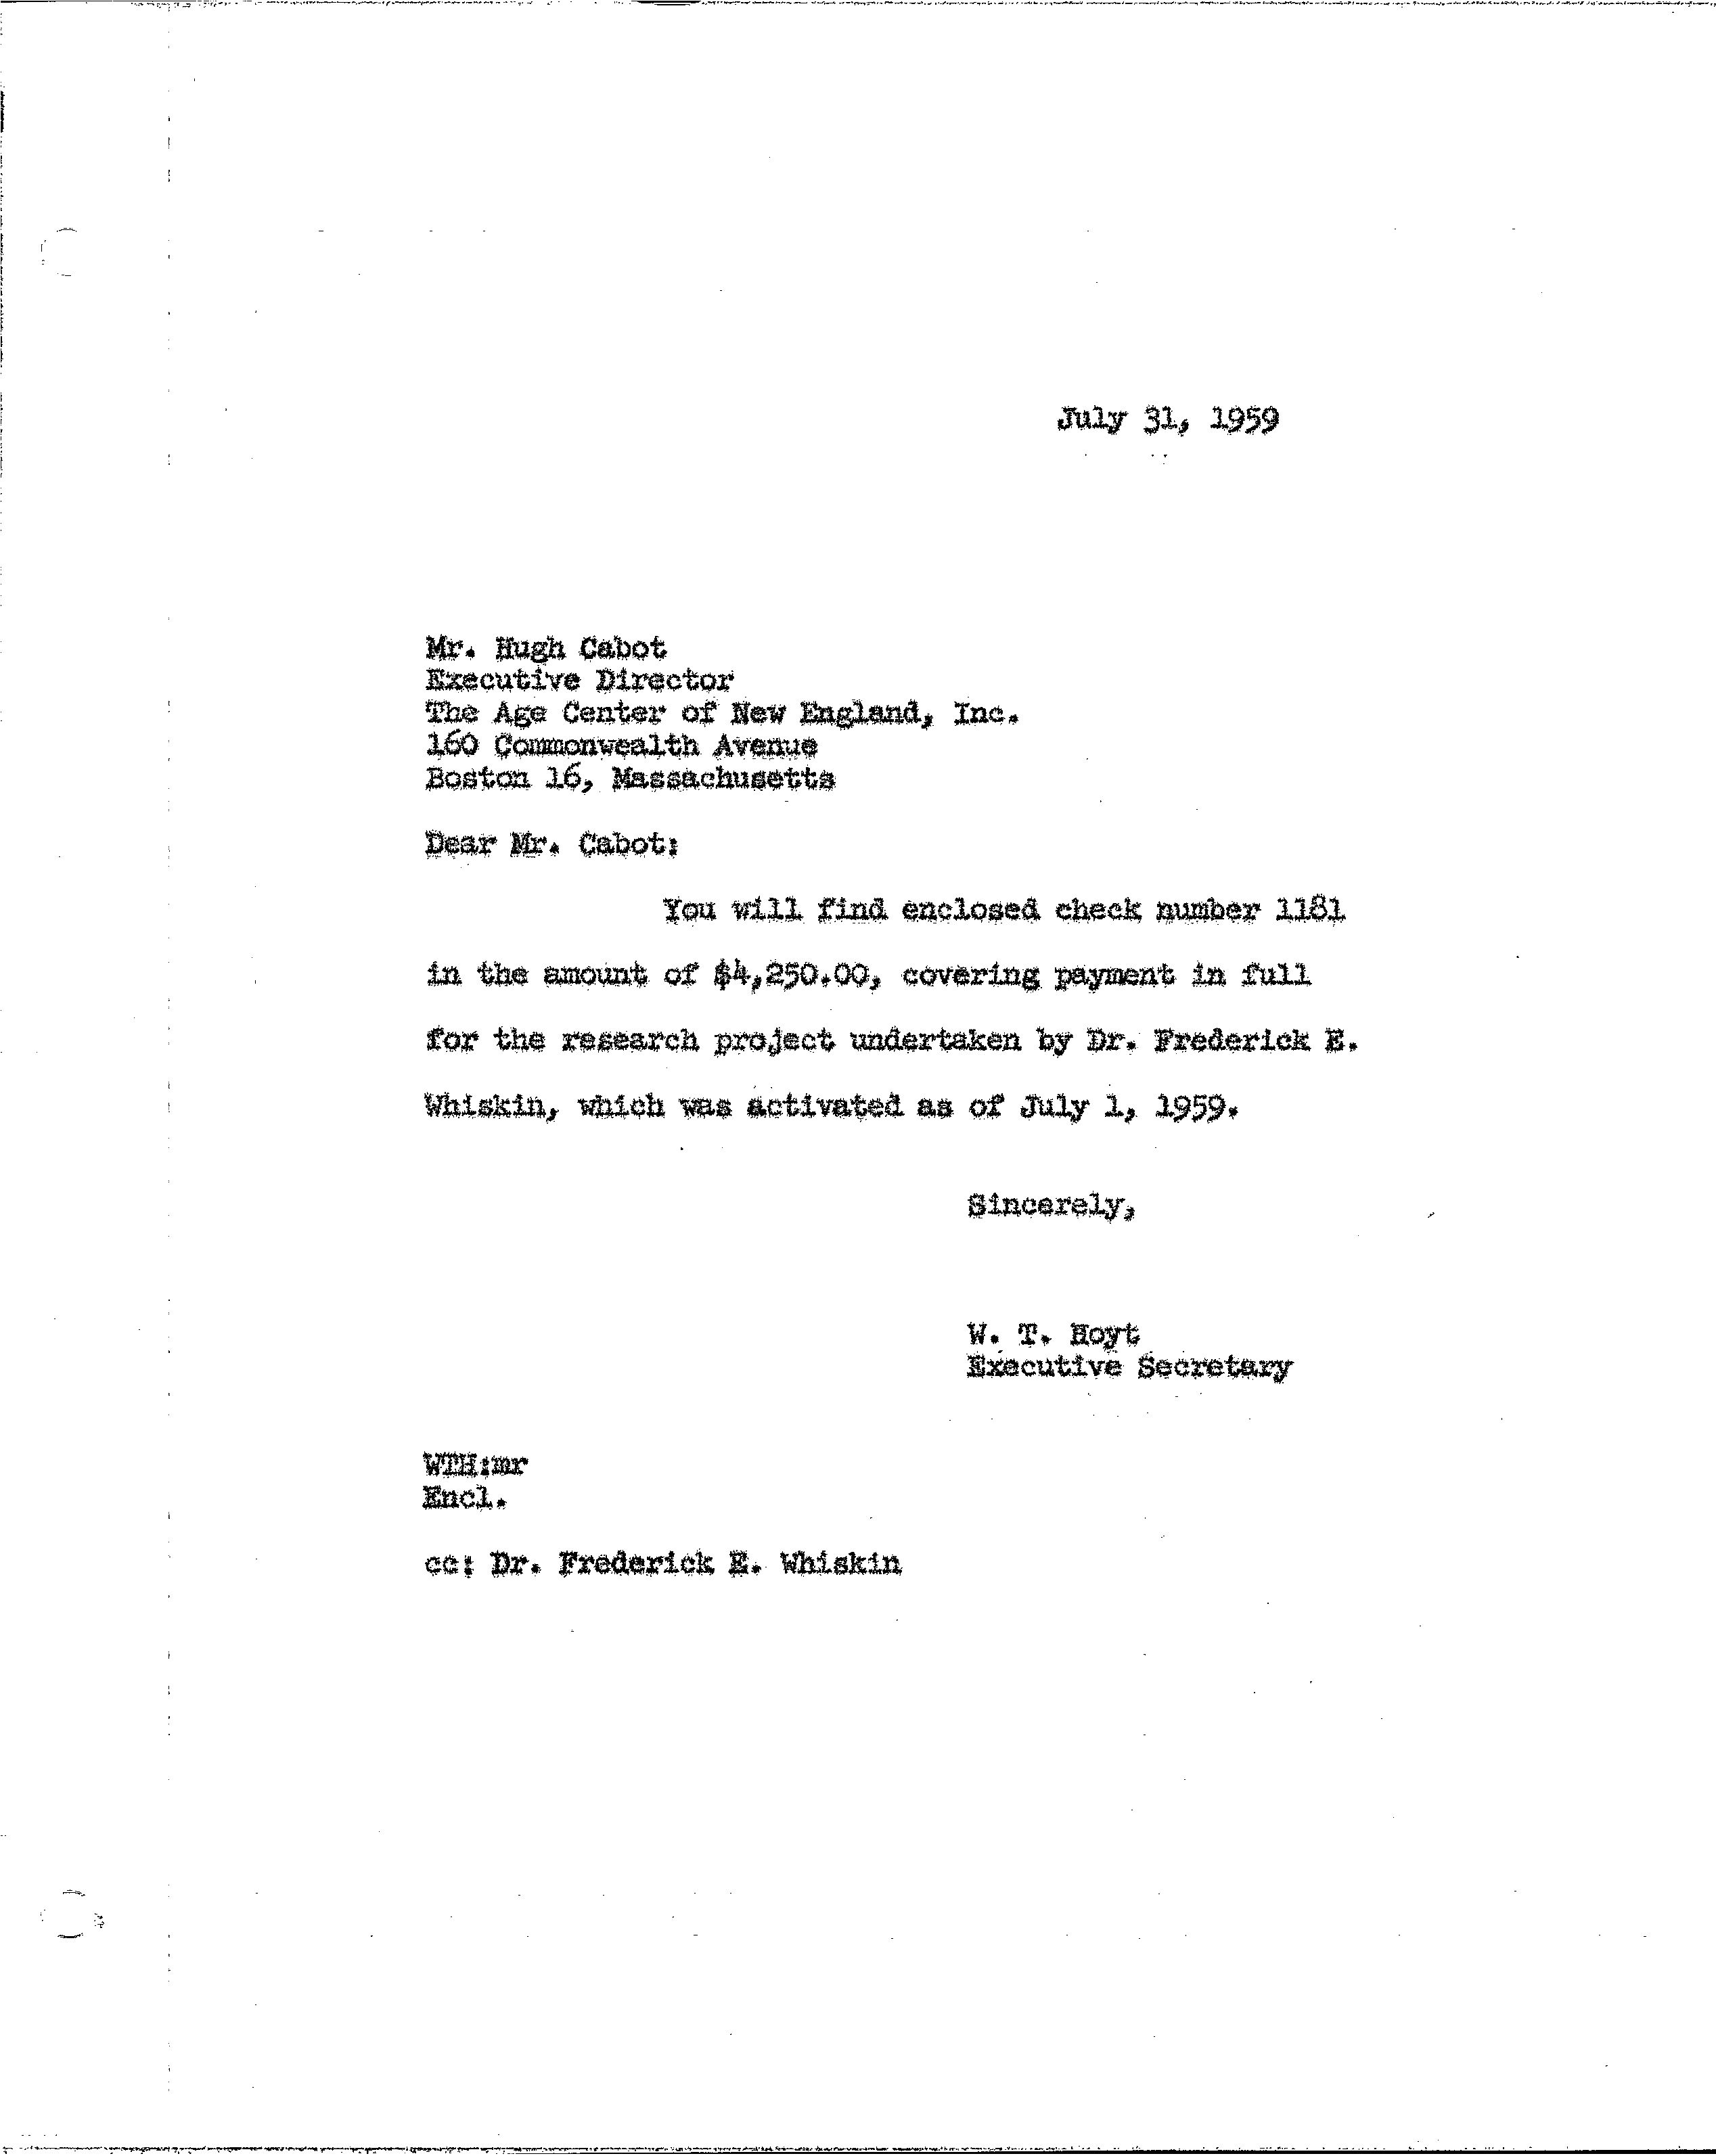 July 31, 1959
Mr. Hugh Cabot
Executive Director
The Age Center of New England, Inc.
160 Commonwealth Avenue
Boston 16, Massachusetts
Dear Mr. Cabot:
You will find enclosed check number 1181
in the amount of $4,250.00, covering payment in full
for the research project undertaken by Dr. Frederick E.
Whiskin, which was activated as of July 1, 1959.
Sincerely,
W. T. Hoyt
Executive Secretary
WTH:mr
Encl.
cc: Dr. Frederick E. Whiskin